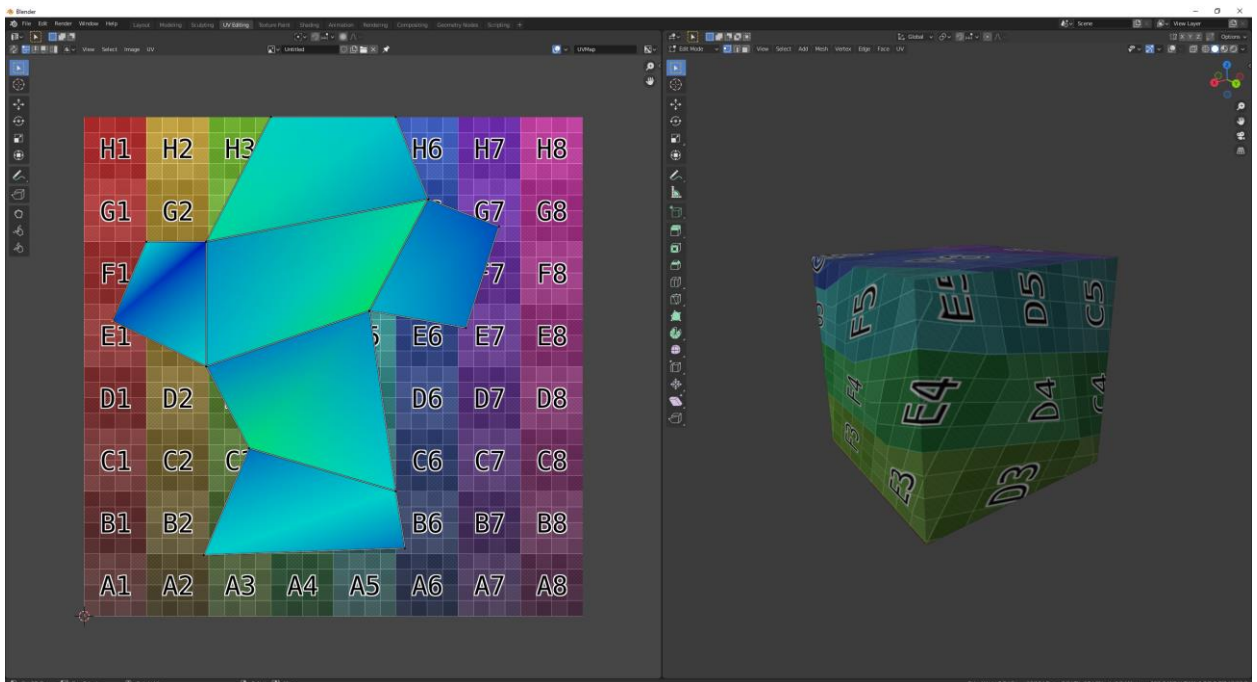 Blender
File Edit Render Window Help Layout Modeling Sculpting UV Editing Texture Paint Shading Animation Rendering Compositing Geometry Nodes Scripting + Scene View Layer
Global Options
View Select Image UV Untitled UVMap
Edit Mode View Select Add Mesh Vertex Edge Face UV
H1 H2 H3 H6 H7 H8
G1 G2 G7 G8
F1 F8
E1 E6 E7 E8
D1 D2 D6 D7 D8
C1 C2 C6 C7 C8
B1 B2 B6 B7 B8
A1 A2 A3 A4 A5 A6 A7 A8
F5 E5 D5 C5
F4 E4 D4 C4
F3 E3 D3